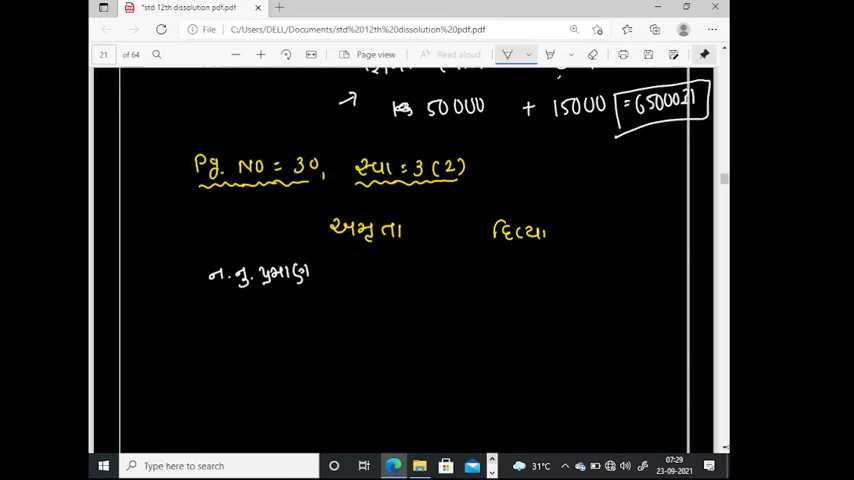 *std 12th dissolution pdf.pdf
File | C:/Users/DELL/Documents/std%2012th%20dissolution%20pdf.pdf
21 of 64 Page view Read aloud
50000 + 15000 = 65000
Pg. NO = 30, સ્વા = 3 (2)
અમૃતા દિવ્યા
ન. નુ. પ્રમાણ
Type here to search 31°C 07:29
23-09-2021